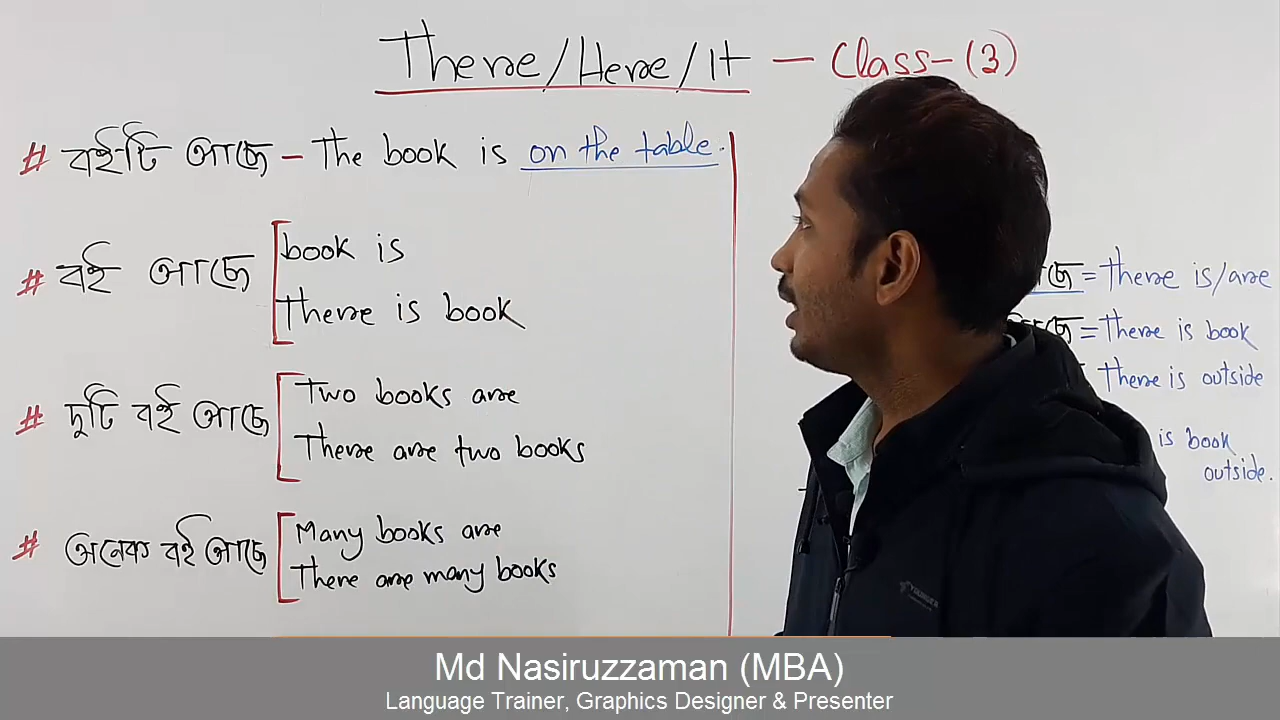 There/Here/It – Class-(3)
# বইটি আছে – The book is on the table.
# বই আছে
book is
There is book
# দুটি বই আছে
Two books are
There are two books
# অনেক বই আছে
Many books are
There are many books
= There is/are
= There is book
There is outside
is book
outside.
Md Nasiruzzaman (MBA)
Language Trainer, Graphics Designer & Presenter